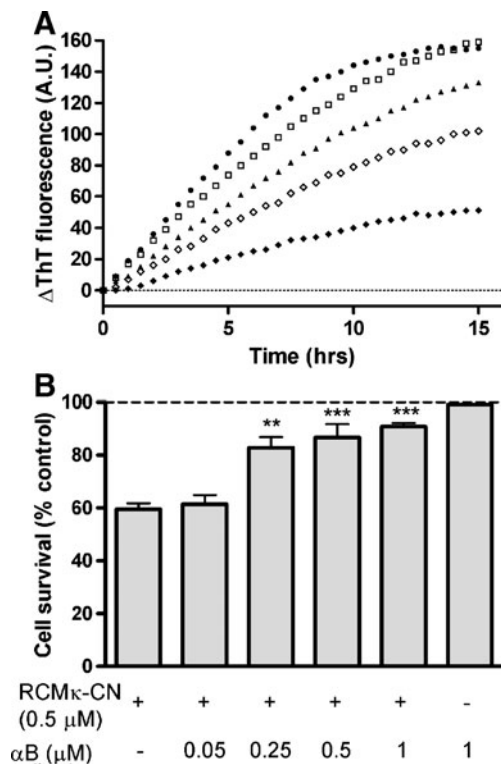 A
ΔThT fluorescence (A.U.)
160
140
120
100
80
60
40
20
0
0 5 10 15
Time (hrs)
B
Cell survival (% control)
100
80
60
40
20
0
** *** ***
RCMκ-CN + + + + + -
(0.5 μM)
αB (μM) - 0.05 0.25 0.5 1 1